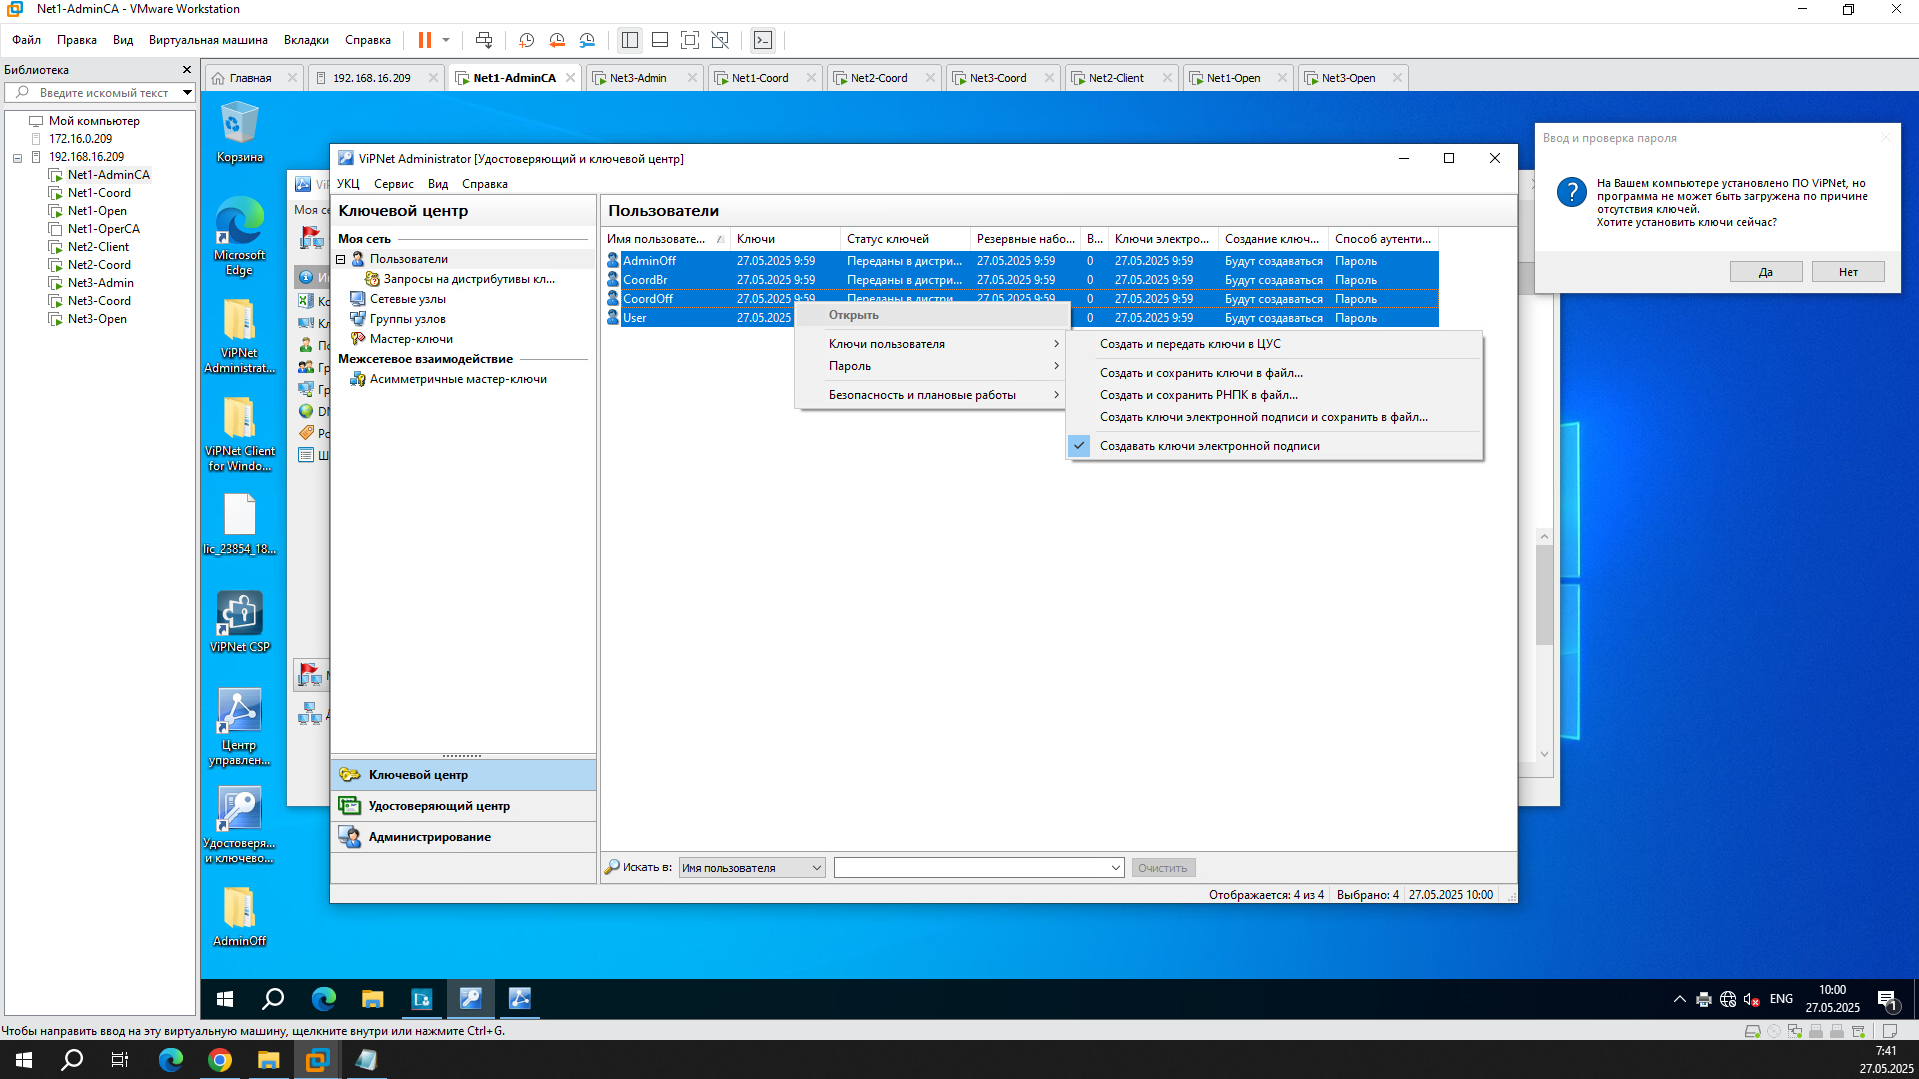 Net1-AdminCA - VMware Workstation
Файл Правка Вид Виртуальная машина Вкладки Справка
Библиотека
Введите искомый текст
Мой компьютер
172.16.0.209
192.168.16.209
Net1-AdminCA
Net1-Coord
Net1-Open
Net1-OperCA
Net2-Client
Net2-Coord
Net3-Admin
Net3-Coord
Net3-Open
Главная 192.168.16.209 Net1-AdminCA Net3-Admin Net1-Coord Net2-Coord Net3-Coord Net2-Client Net1-Open Net3-Open
Корзина
Microsoft
Edge
ViPNet
Administrat...
ViPNet Client
for Windo...
lic_23854_18...
ViPNet CSP
Центр
управлен...
Удостоверя...
и ключево...
AdminOff
ViPNet Administrator [Удостоверяющий и ключевой центр]
УКЦ Сервис Вид Справка
Ключевой центр
Моя сеть
Пользователи
Запросы на дистрибутивы кл...
Сетевые узлы
Группы узлов
Мастер-ключи
Межсетевое взаимодействие
Асимметричные мастер-ключи
Ключевой центр
Удостоверяющий центр
Администрирование
Пользователи
Имя пользовате... Ключи Статус ключей Резервные набо... В... Ключи электро... Создание ключ... Способ аутенти...
AdminOff 27.05.2025 9:59 Переданы в дистри... 27.05.2025 9:59 0 27.05.2025 9:59 Будут создаваться Пароль
CoordBr 27.05.2025 9:59 Переданы в дистри... 27.05.2025 9:59 0 27.05.2025 9:59 Будут создаваться Пароль
CoordOff 27.05.2025 9:59 Переданы в дистри... 27.05.2025 9:59 0 27.05.2025 9:59 Будут создаваться Пароль
User 27.05.2025 0 27.05.2025 9:59 Будут создаваться Пароль
Открыть
Ключи пользователя
Пароль
Безопасность и плановые работы
Создать и передать ключи в ЦУС
Создать и сохранить ключи в файл...
Создать и сохранить РНПК в файл...
Создать ключи электронной подписи и сохранить в файл...
Создавать ключи электронной подписи
Искать в: Имя пользователя Очистить
Отображается: 4 из 4 Выбрано: 4 27.05.2025 10:00
Ввод и проверка пароля
На Вашем компьютере установлено ПО ViPNet, но
программа не может быть загружена по причине
отсутствия ключей.
Хотите установить ключи сейчас?
Да Нет
ENG
10:00
27.05.2025
1
Чтобы направить ввод на эту виртуальную машину, щелкните внутри или нажмите Ctrl+G.
7:41
27.05.2025